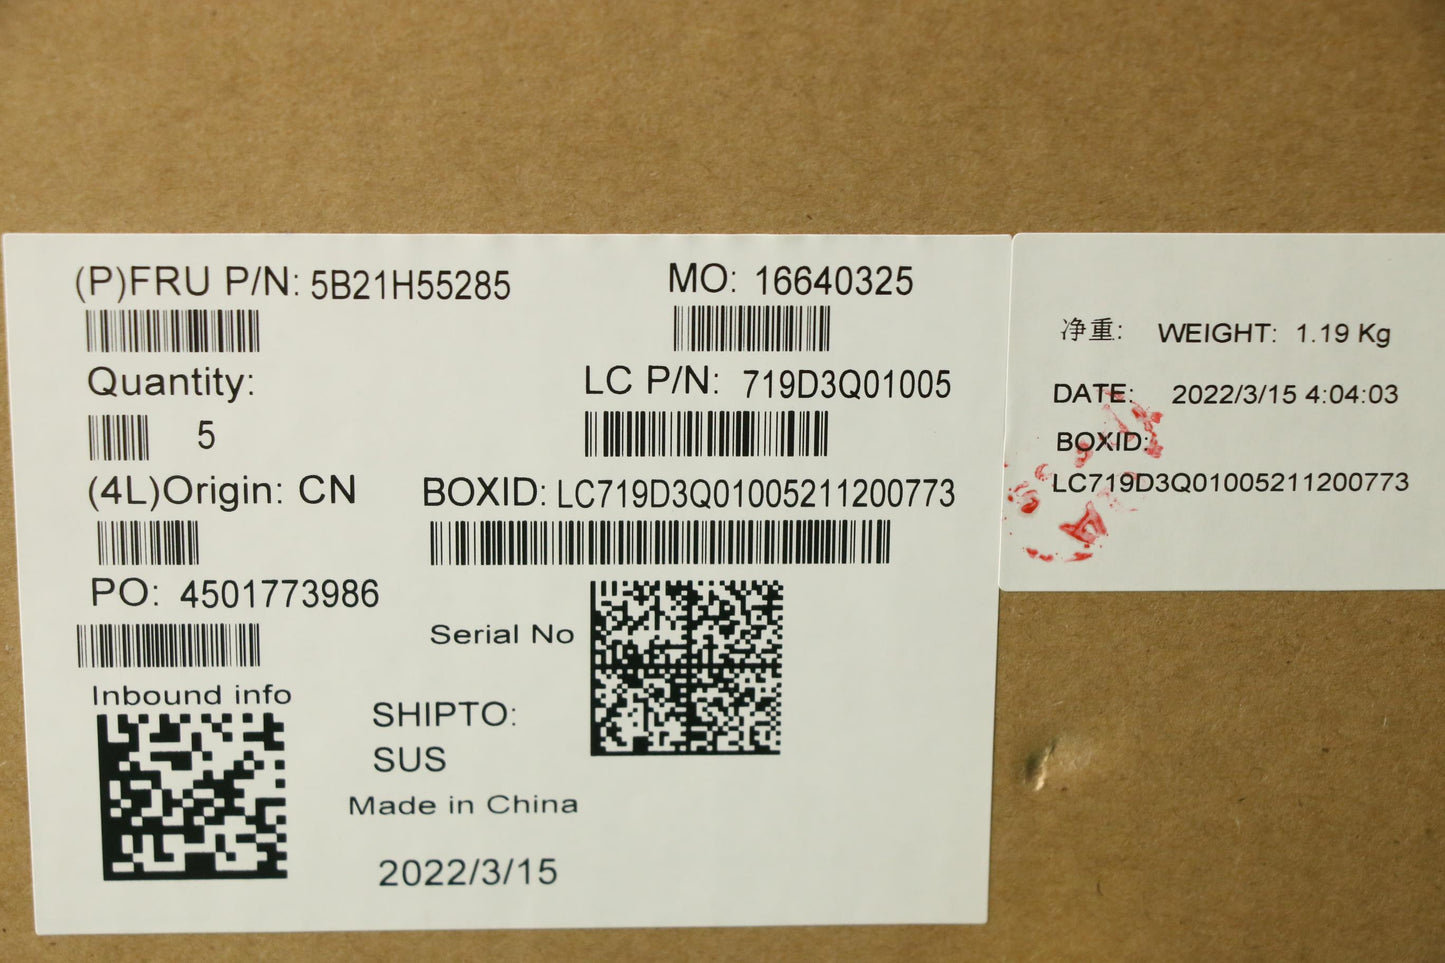 (P)FRU P/N: 5B21H55285
MO: 16640325
Quantity:
5
LC P/N: 719D3Q01005
(4L)Origin: CN
BOXID: LC719D3Q01005211200773
PO: 4501773986
Serial No
Inbound info
SHIPTO:
SUS
Made in China
2022/3/15
净重: WEIGHT: 1.19 Kg
DATE: 2022/3/15 4:04:03
BOXID:
LC719D3Q01005211200773